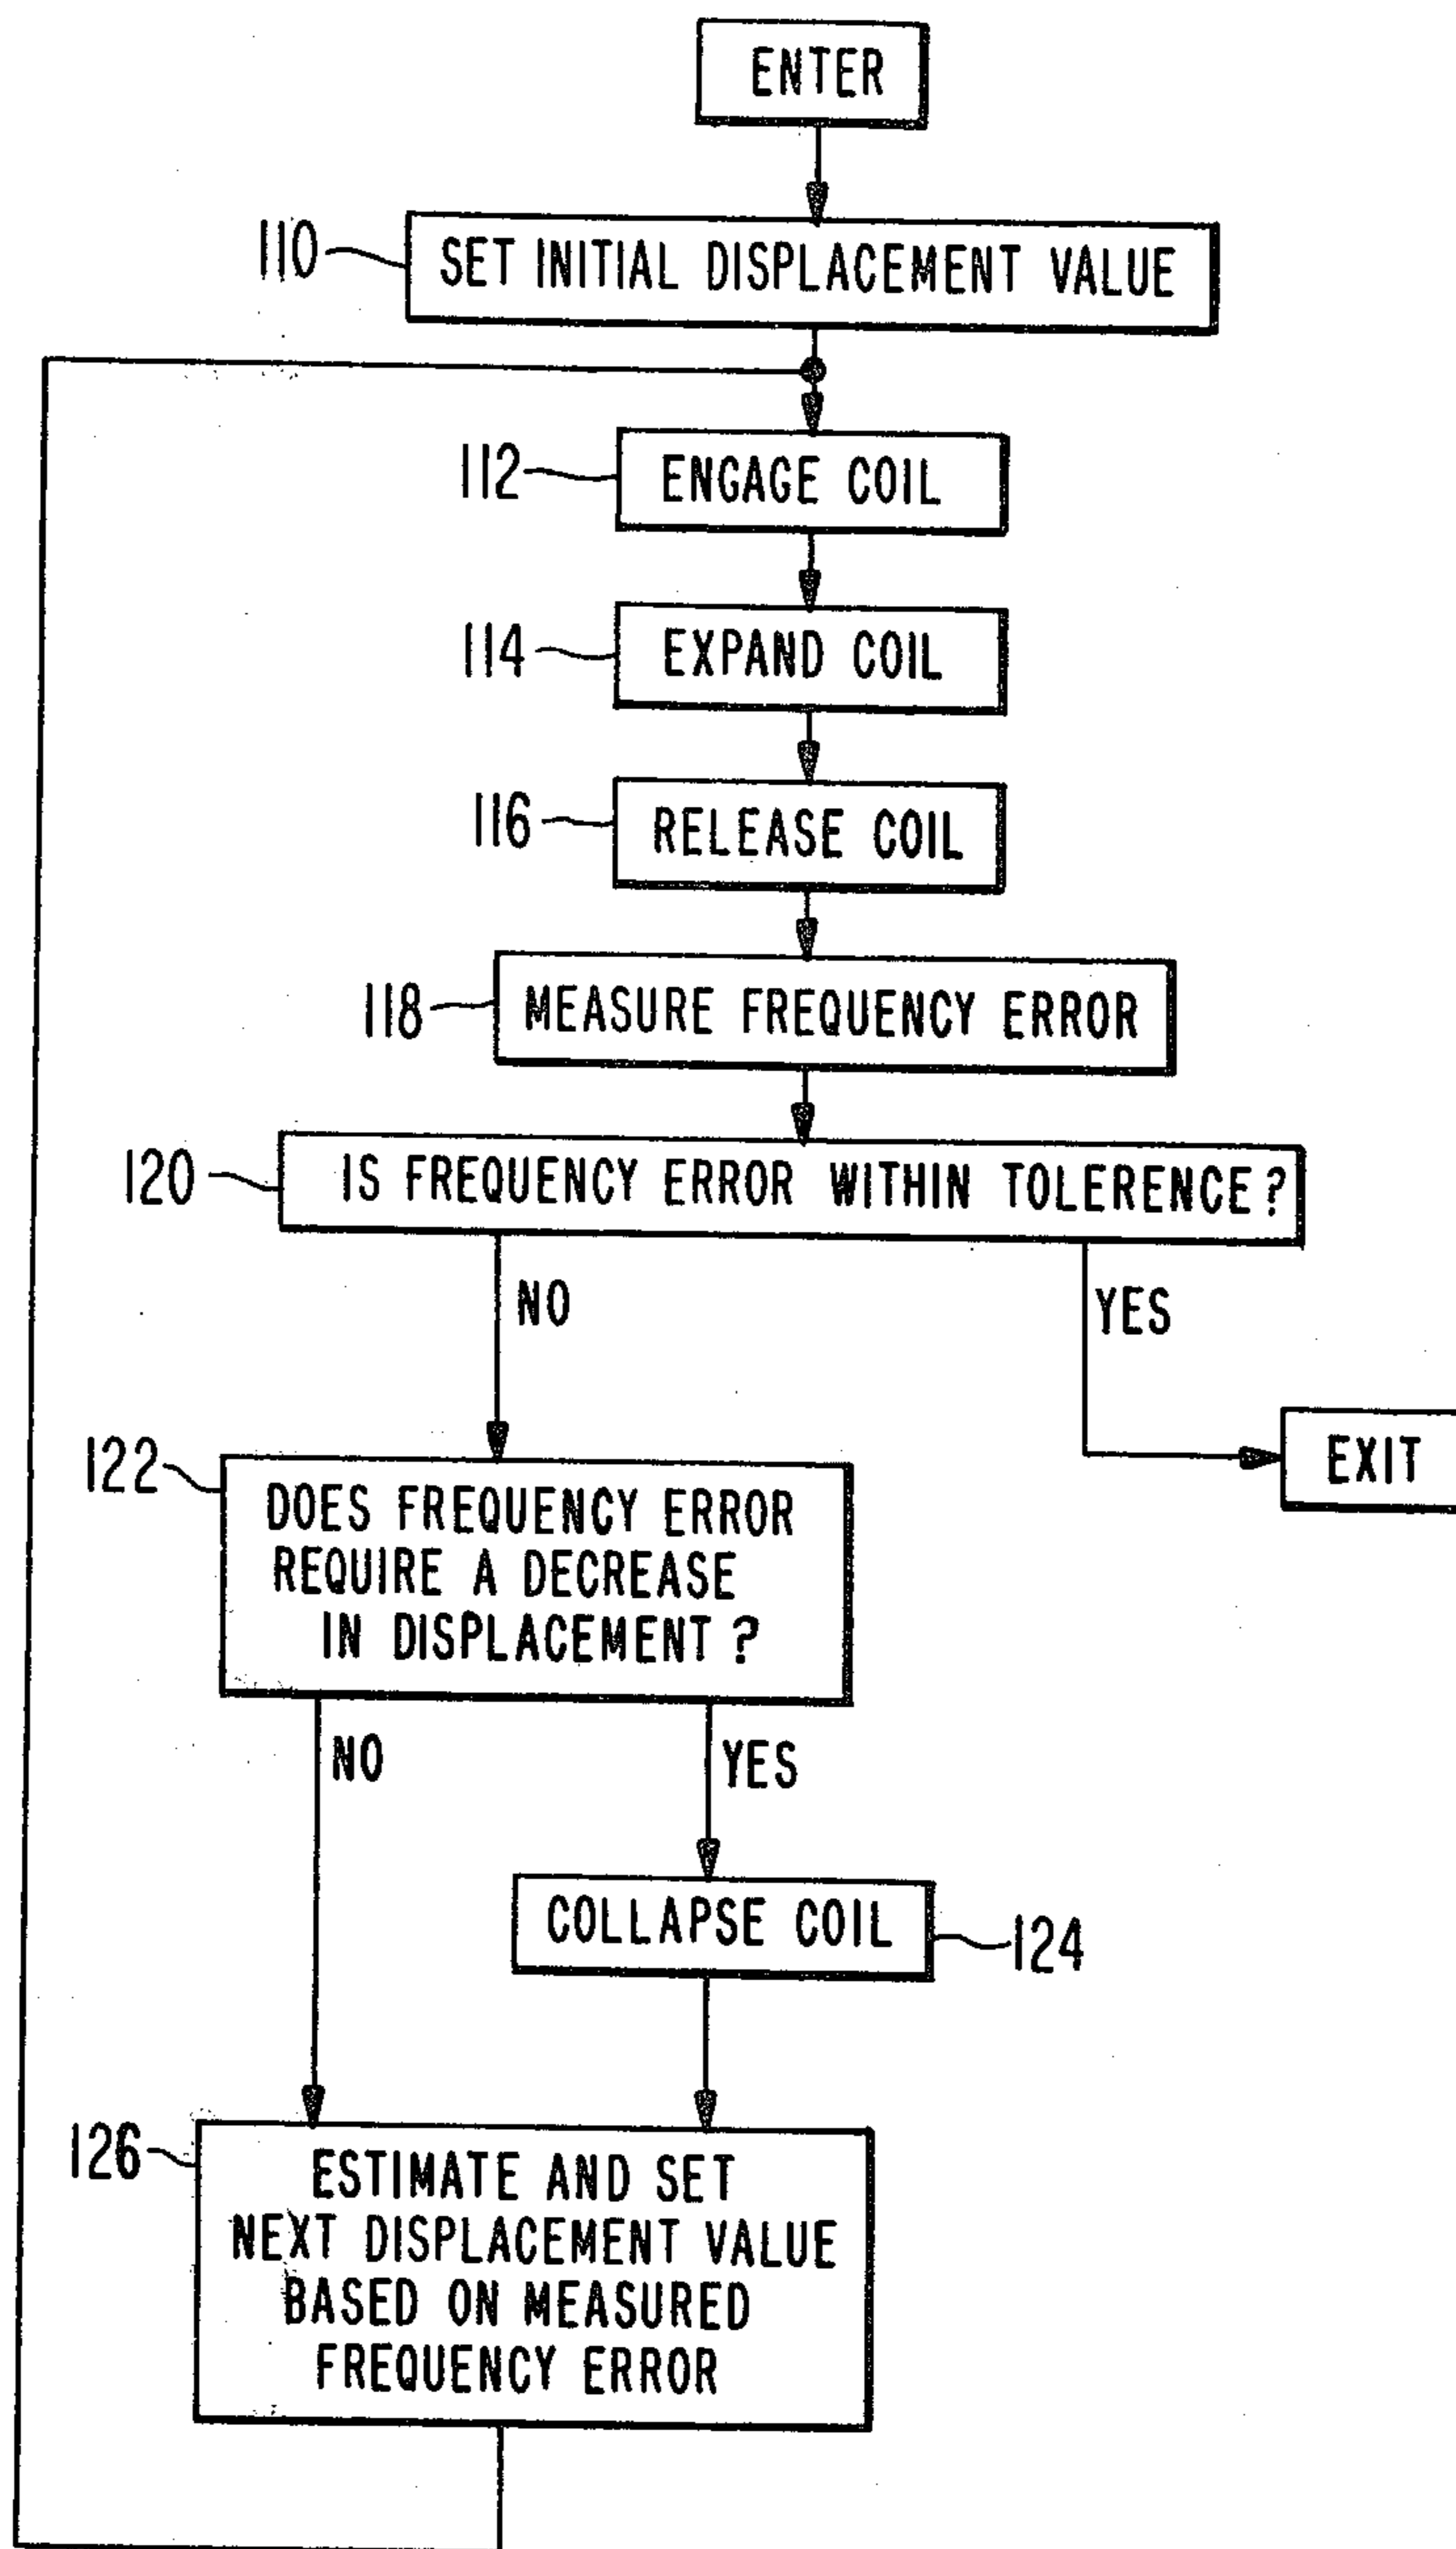 ENTER
110
SET INITIAL DISPLACEMENT VALUE
112
ENGAGE COIL
114
EXPAND COIL
116
RELEASE COIL
118
MEASURE FREQUENCY ERROR
120
IS FREQUENCY ERROR WITHIN TOLERENCE?
NO
YES
EXIT
122
DOES FREQUENCY ERROR
REQUIRE A DECREASE
IN DISPLACEMENT?
NO
YES
COLLAPSE COIL
124
126
ESTIMATE AND SET
NEXT DISPLACEMENT VALUE
BASED ON MEASURED
FREQUENCY ERROR